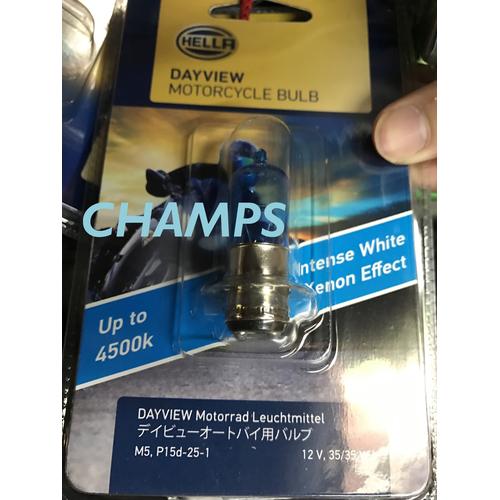 HELLA
DAYVIEW
MOTORCYCLE BULB
CHAMPS
Intense White
Xenon Effect
Up to
4500k
DAYVIEW Motorrad Leuchtmittel
デイビューオートバイ用バルブ
M5, P15d-25-1
12 V, 35/35